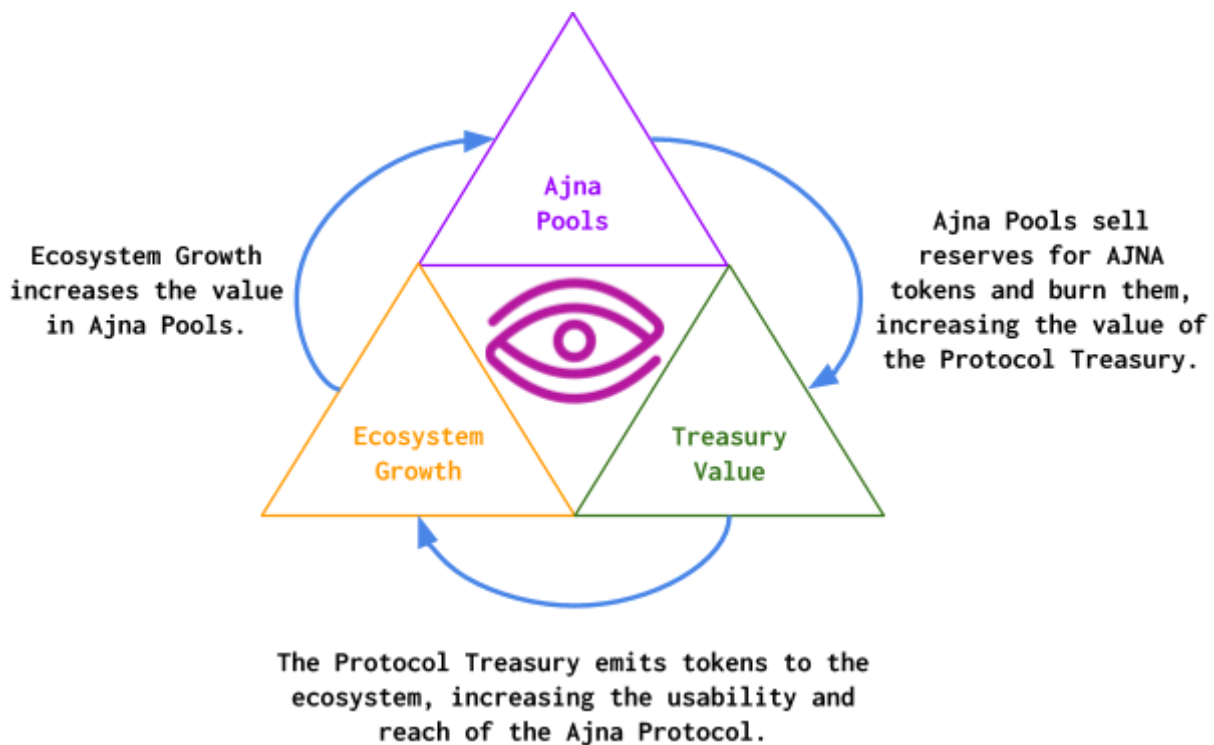 Ajna
Pools
Ecosystem Growth
increases the value
in Ajna Pools.
Ajna Pools sell
reserves for AJNA
tokens and burn them,
increasing the value of
the Protocol Treasury.
Ecosystem
Growth
Treasury
Value
The Protocol Treasury emits tokens to the
ecosystem, increasing the usability and
reach of the Ajna Protocol.